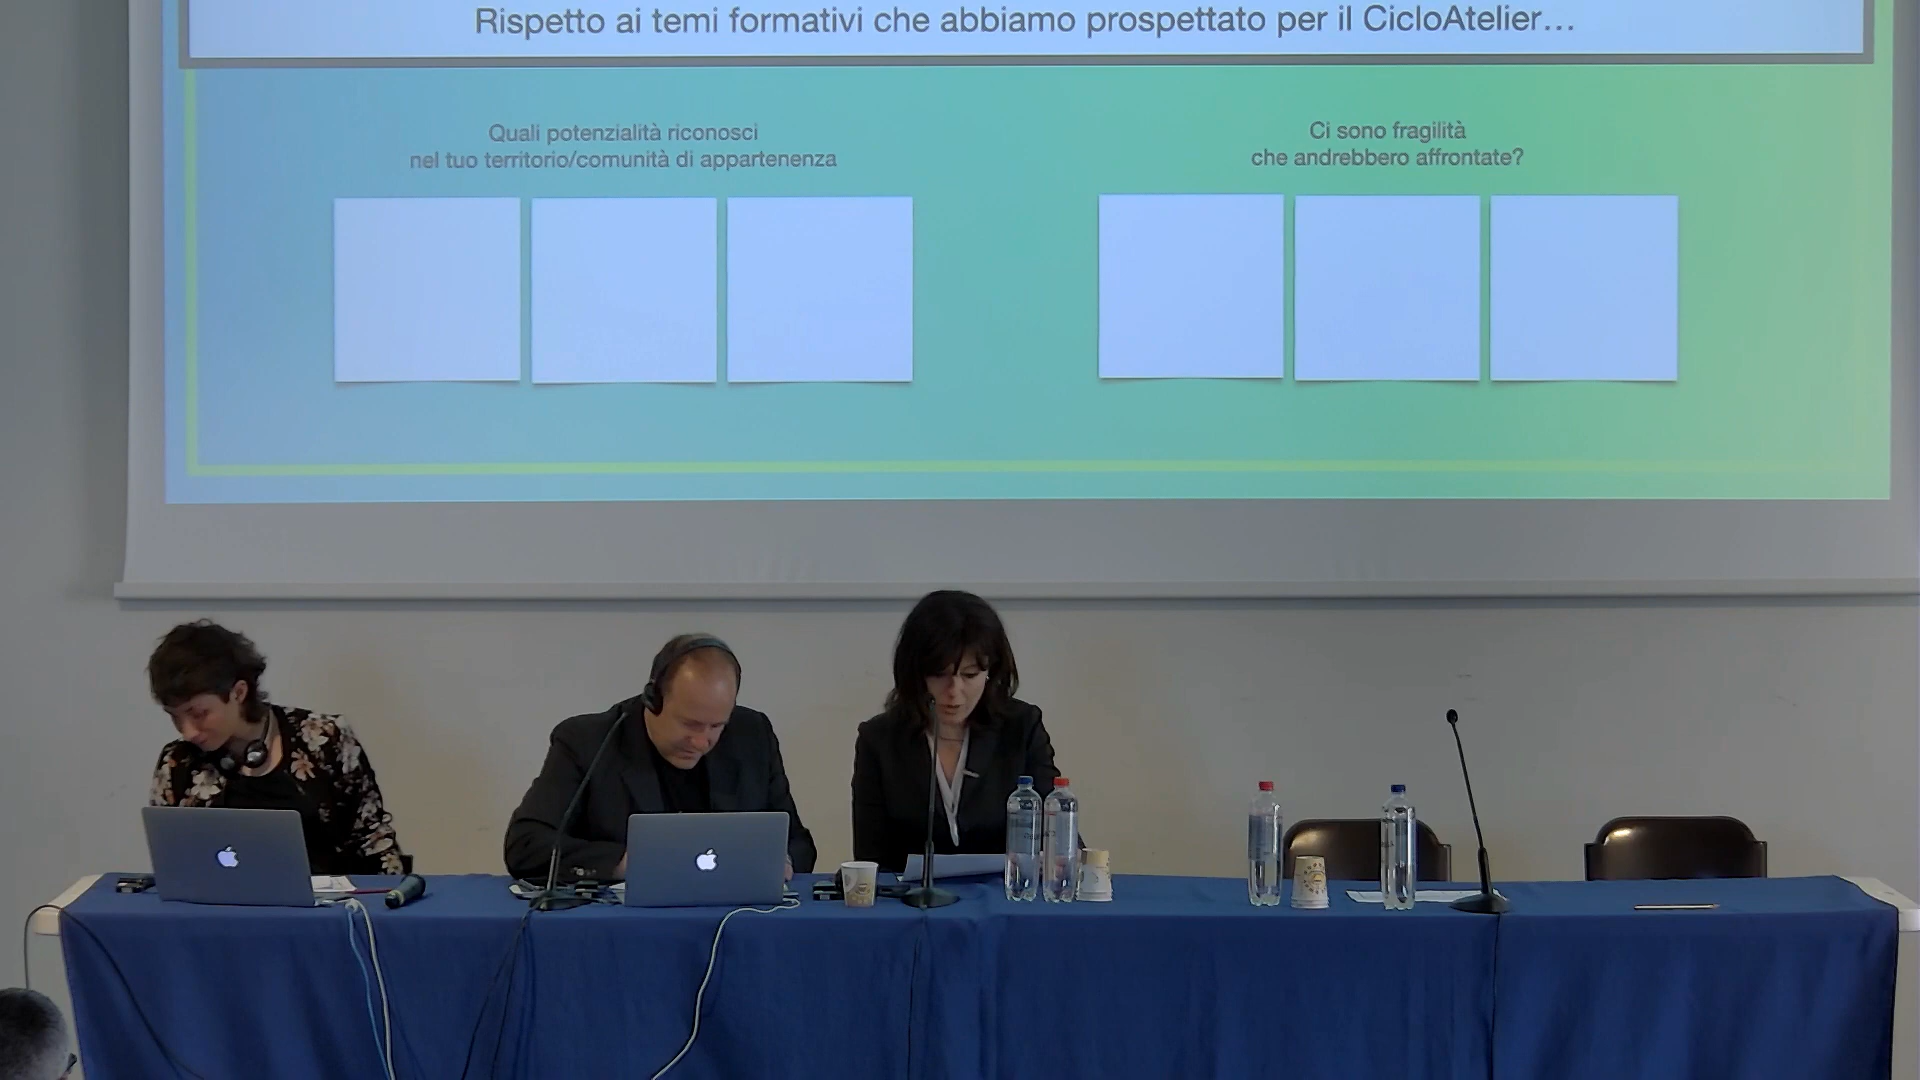 Rispetto ai temi formativi che abbiamo prospettato per il CicloAtelier...
Quali potenzialità riconosci
nel tuo territorio/comunità di appartenenza
Ci sono fragilità
che andrebbero affrontate?